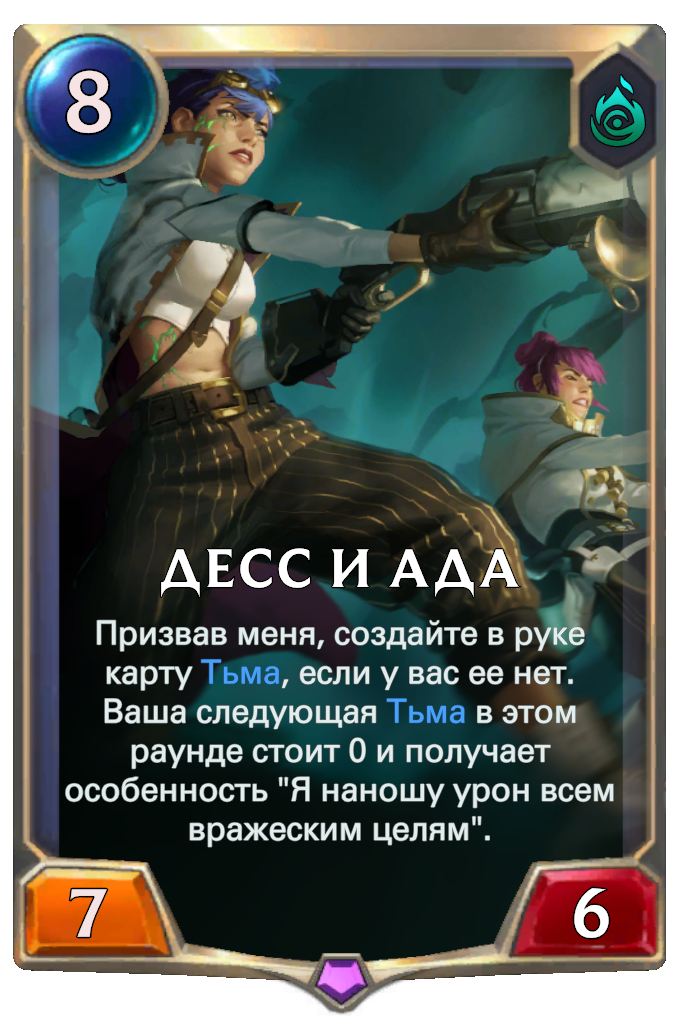 8
ДЕСС И АДА
Призвав меня, создайте в руке
карту Тьма, если у вас ее нет.
Ваша следующая Тьма в этом
раунде стоит 0 и получает
особенность "Я наношу урон всем
вражеским целям".
7
6